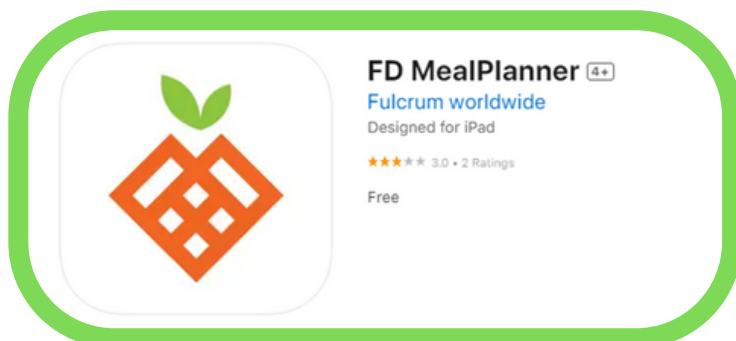 FD MealPlanner 4+
Fulcrum worldwide
Designed for iPad
★★★★★ 3.0 • 2 Ratings
Free